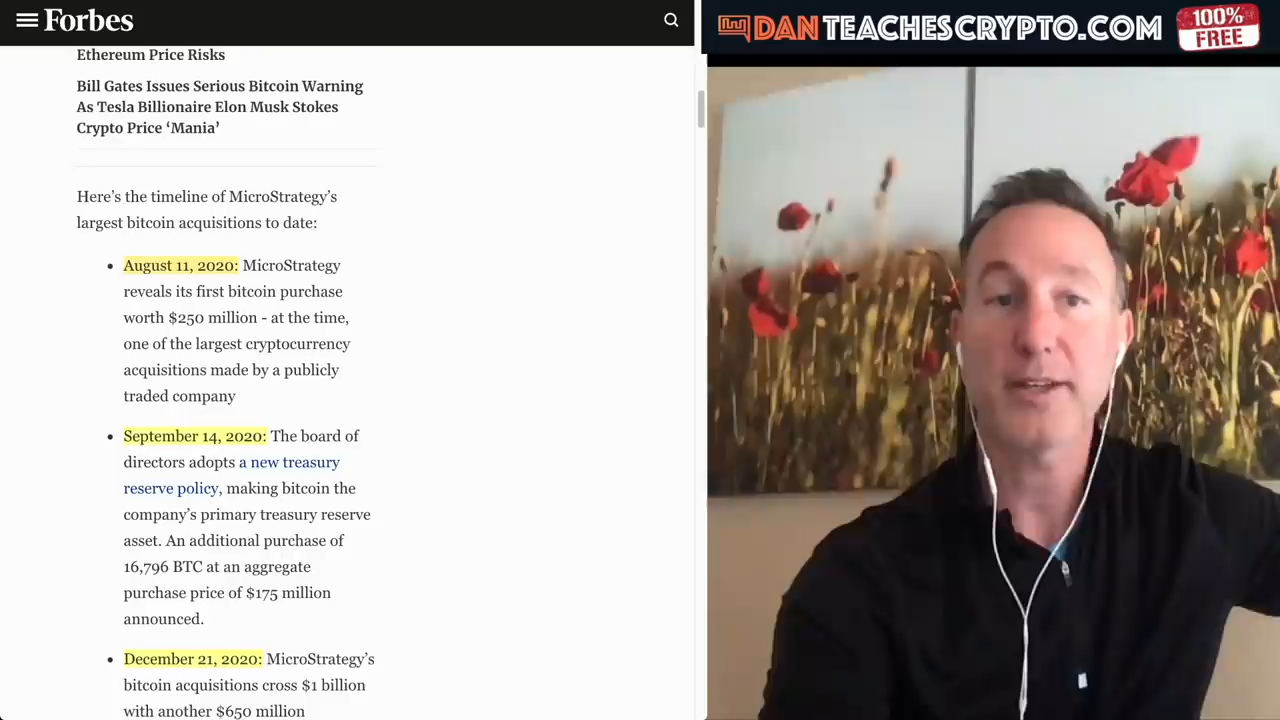 Forbes
Ethereum Price Risks
Bill Gates Issues Serious Bitcoin Warning
As Tesla Billionaire Elon Musk Stokes
Crypto Price ‘Mania’
Here’s the timeline of MicroStrategy’s
largest bitcoin acquisitions to date:
August 11, 2020: MicroStrategy
reveals its first bitcoin purchase
worth $250 million - at the time,
one of the largest cryptocurrency
acquisitions made by a publicly
traded company
September 14, 2020: The board of
directors adopts a new treasury
reserve policy, making bitcoin the
company’s primary treasury reserve
asset. An additional purchase of
16,796 BTC at an aggregate
purchase price of $175 million
announced.
December 21, 2020: MicroStrategy’s
bitcoin acquisitions cross $1 billion
with another $650 million
DANTEACHESCRYPTO.COM
100%
FREE